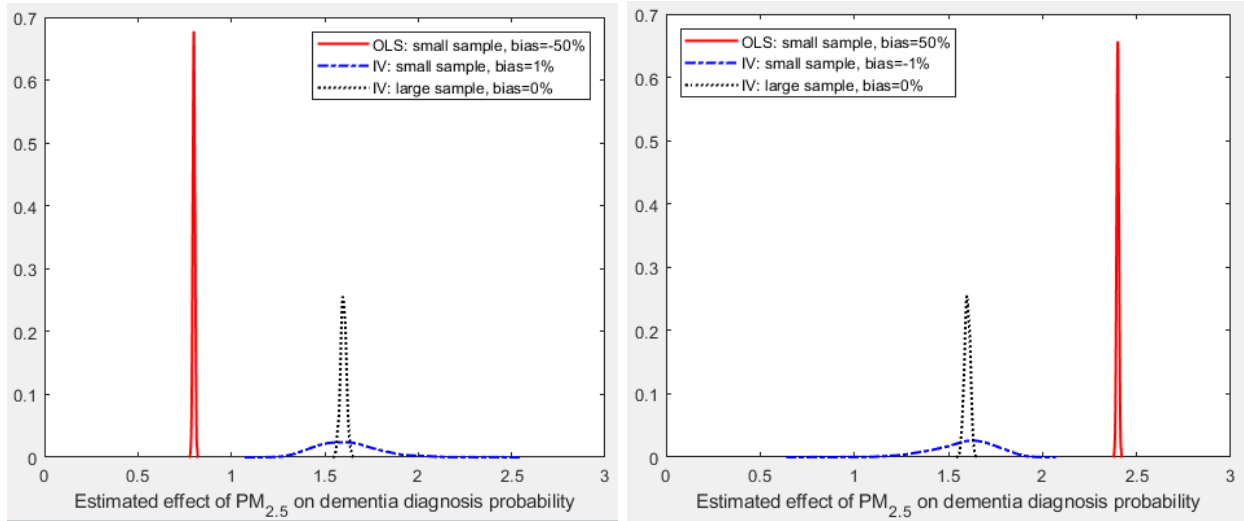 0.7
0.6
0.5
0.4
0.3
0.2
0.1
0
OLS: small sample, bias=-50%
IV: small sample, bias=1%
IV: large sample, bias=0%
0 0.5 1 1.5 2 2.5 3
Estimated effect of PM2.5 on dementia diagnosis probability
0.7
0.6
0.5
0.4
0.3
0.2
0.1
0
OLS: small sample, bias=50%
IV: small sample, bias=-1%
IV: large sample, bias=0%
0 0.5 1 1.5 2 2.5 3
Estimated effect of PM2.5 on dementia diagnosis probability